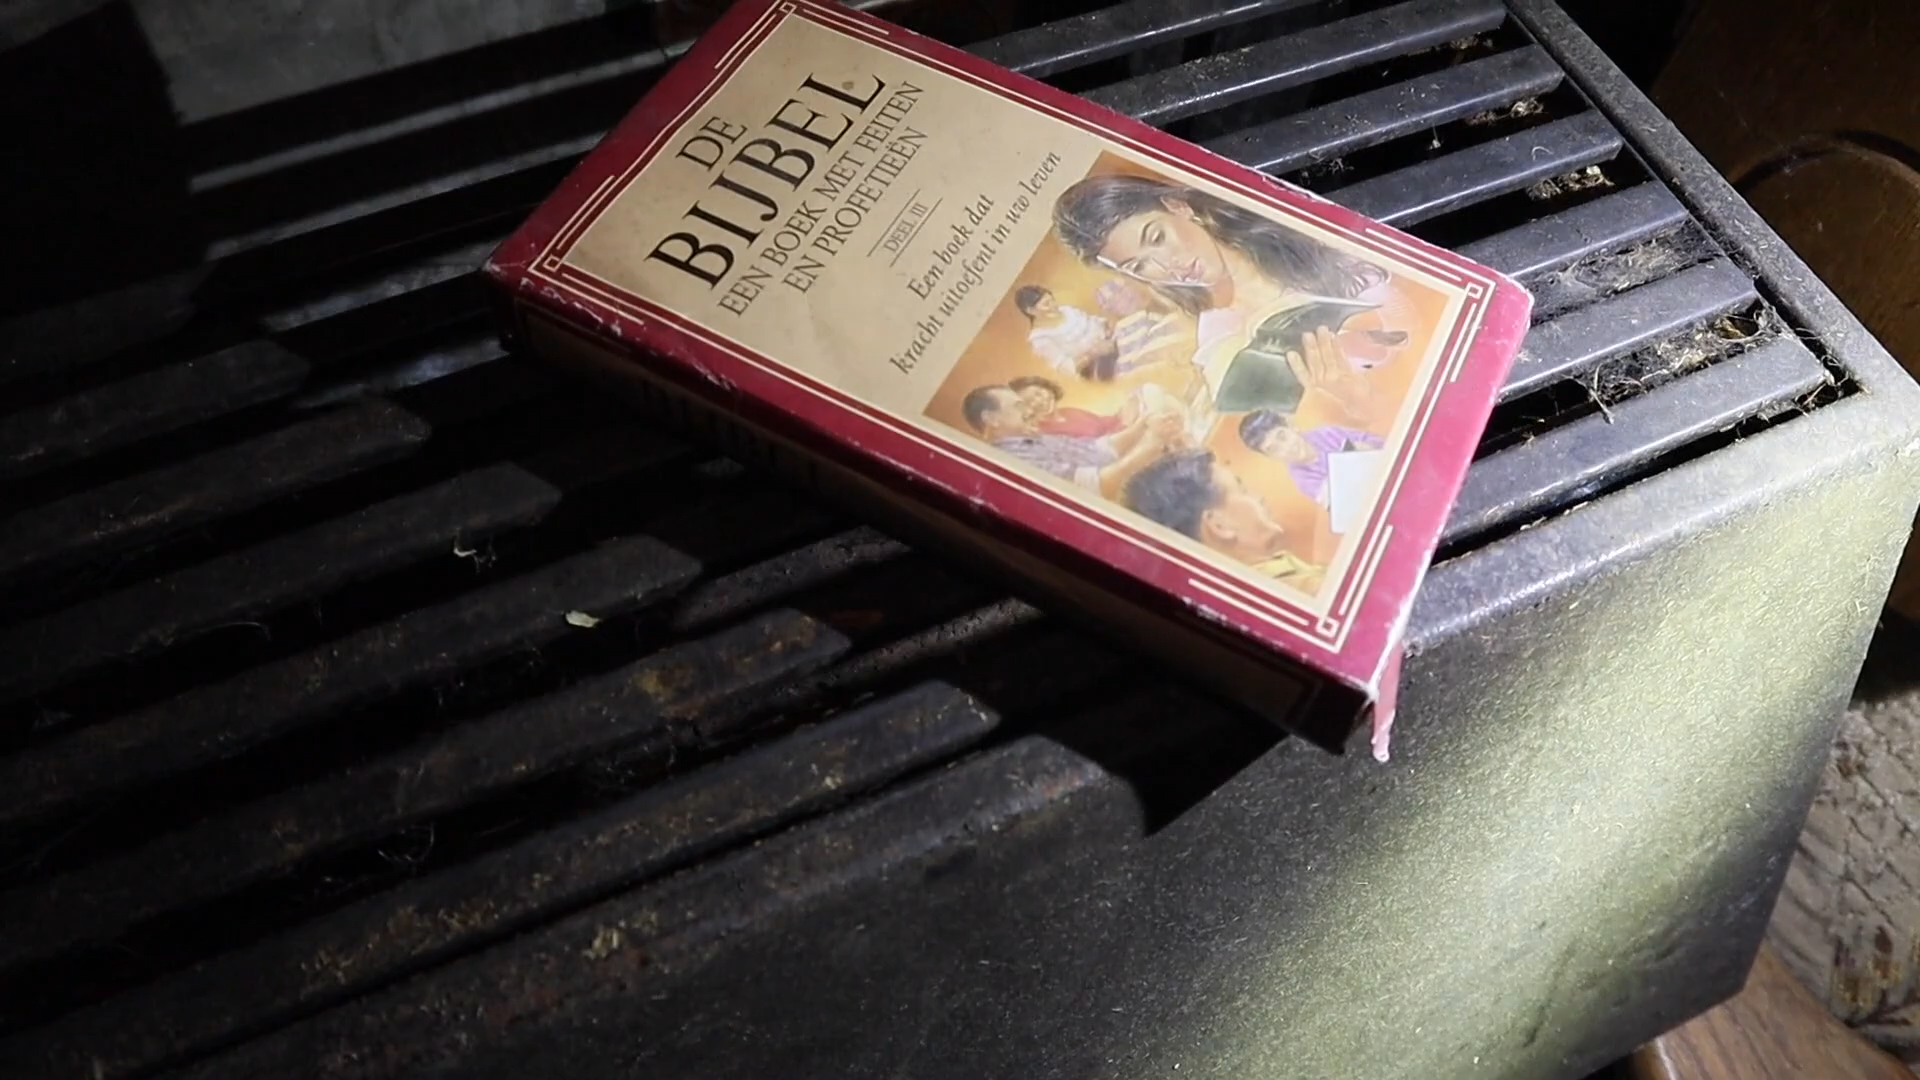 DE
BIJBEL
EEN BOEK MET FEITEN
EN PROFETIEËN
DEEL III
Een boek dat
kracht uitoefent in uw leven